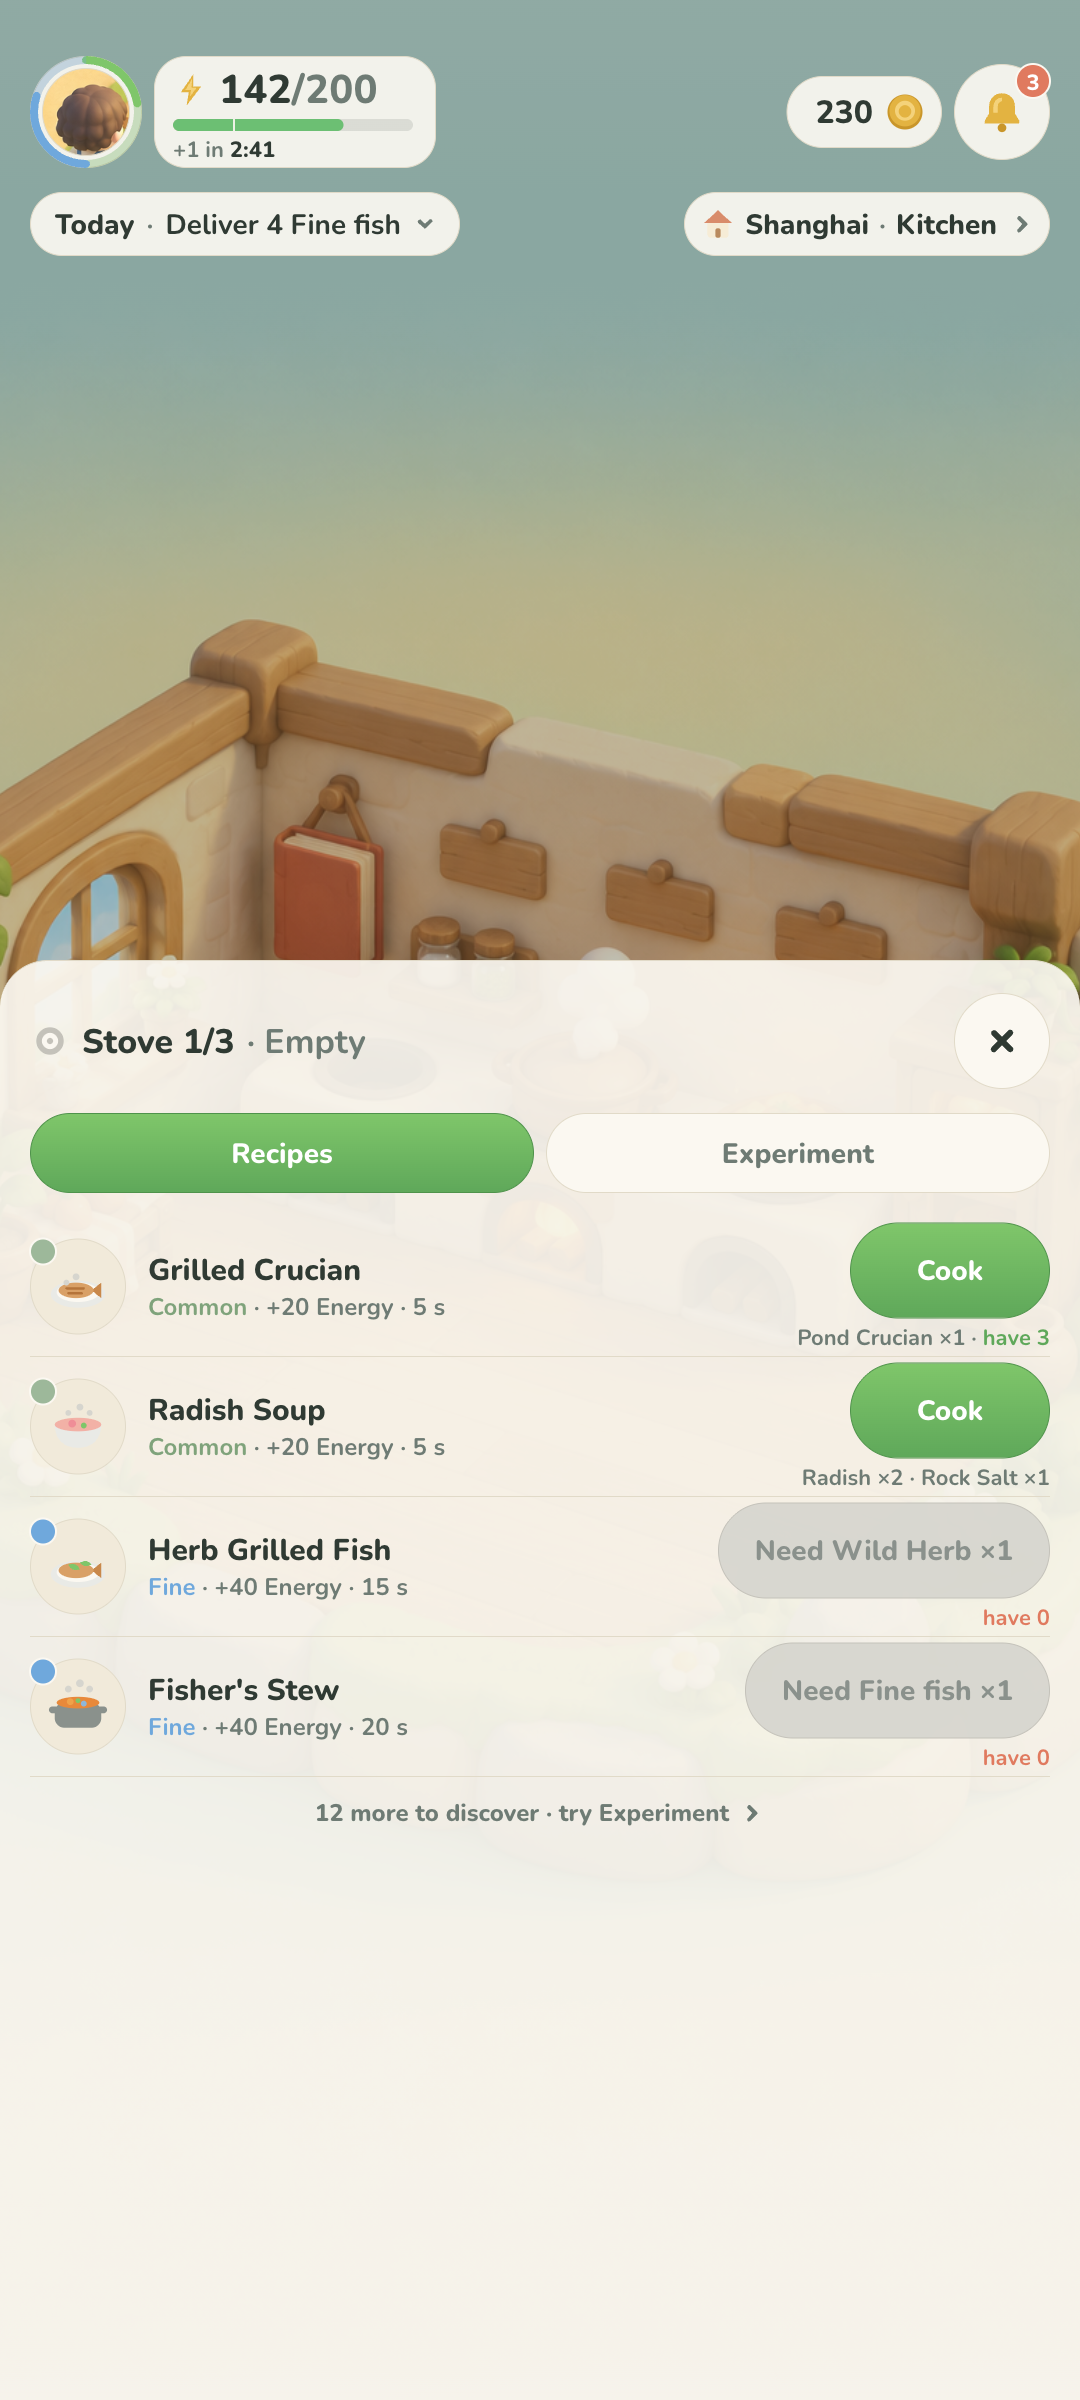 142/200
+1 in 2:41
230
3
Today · Deliver 4 Fine fish
Shanghai · Kitchen
Stove 1/3 · Empty
Recipes
Experiment
Grilled Crucian
Common · +20 Energy · 5 s
Cook
Pond Crucian ×1 · have 3
Radish Soup
Common · +20 Energy · 5 s
Cook
Radish ×2 · Rock Salt ×1
Herb Grilled Fish
Fine · +40 Energy · 15 s
Need Wild Herb ×1
have 0
Fisher's Stew
Fine · +40 Energy · 20 s
Need Fine fish ×1
have 0
12 more to discover · try Experiment